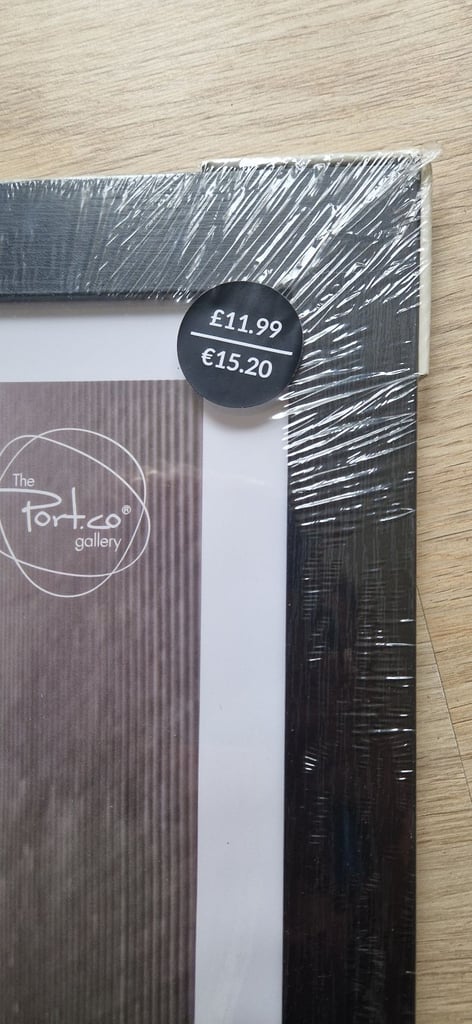 £11.99
€15.20
The
Port.co®
gallery